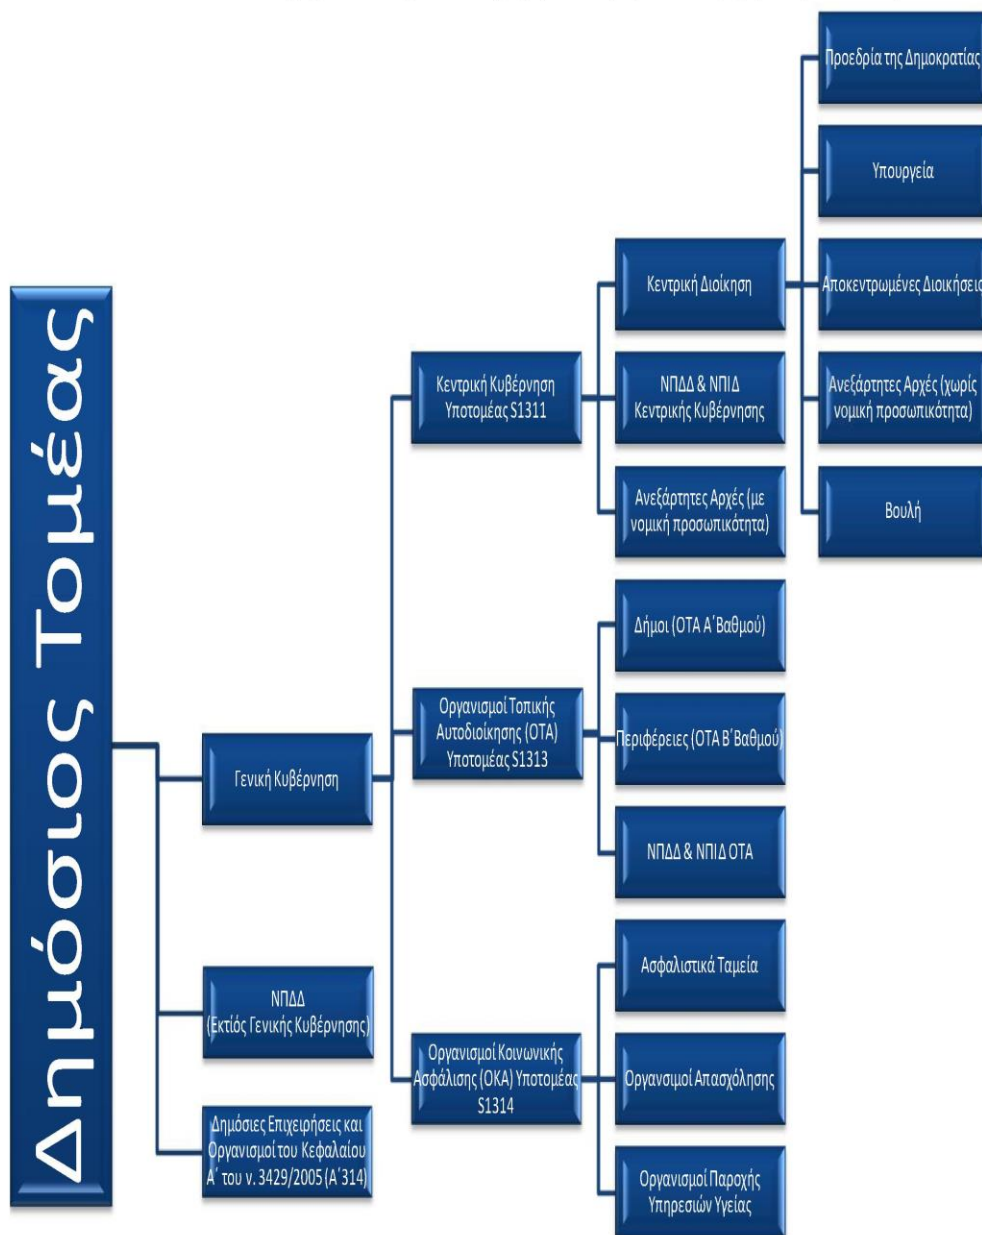 Δημόσιος Τομέας
Γενική Κυβέρνηση
ΝΠΔΔ
(Εκτίός Γενικής Κυβέρνησης)
Δημόσιες Επιχειρήσεις και
Οργανισμοί του Κεφαλαίου
Α΄ του ν. 3429/2005 (Α΄314)
Κεντρική Κυβέρνηση
Υποτομέας S1311
Οργανισμοί Τοπικής
Αυτοδιοίκησης (ΟΤΑ)
Υποτομέας S1313
Οργανισμοί Κοινωνικής
Ασφάλισης (ΟΚΑ) Υποτομέας
S1314
Κεντρική Διοίκηση
ΝΠΔΔ & ΝΠΙΔ
Κεντρικής Κυβέρνησης
Ανεξάρτητες Αρχές (με
νομική προσωπικότητα)
Δήμοι (ΟΤΑ Α΄Βαθμού)
Περιφέρειες (ΟΤΑ Β΄Βαθμού)
ΝΠΔΔ & ΝΠΙΔ ΟΤΑ
Ασφαλιστικά Ταμεία
Οργανσιμοί Απασχόλησης
Οργανισμοί Παροχής
Υπηρεσιών Υγείας
Προεδρία της Δημοκρατίας
Υπουργεία
Αποκεντρωμένες Διοικήσεις
Ανεξάρτητες Αρχές (χωρίς
νομική προσωπικότητα)
Βουλή